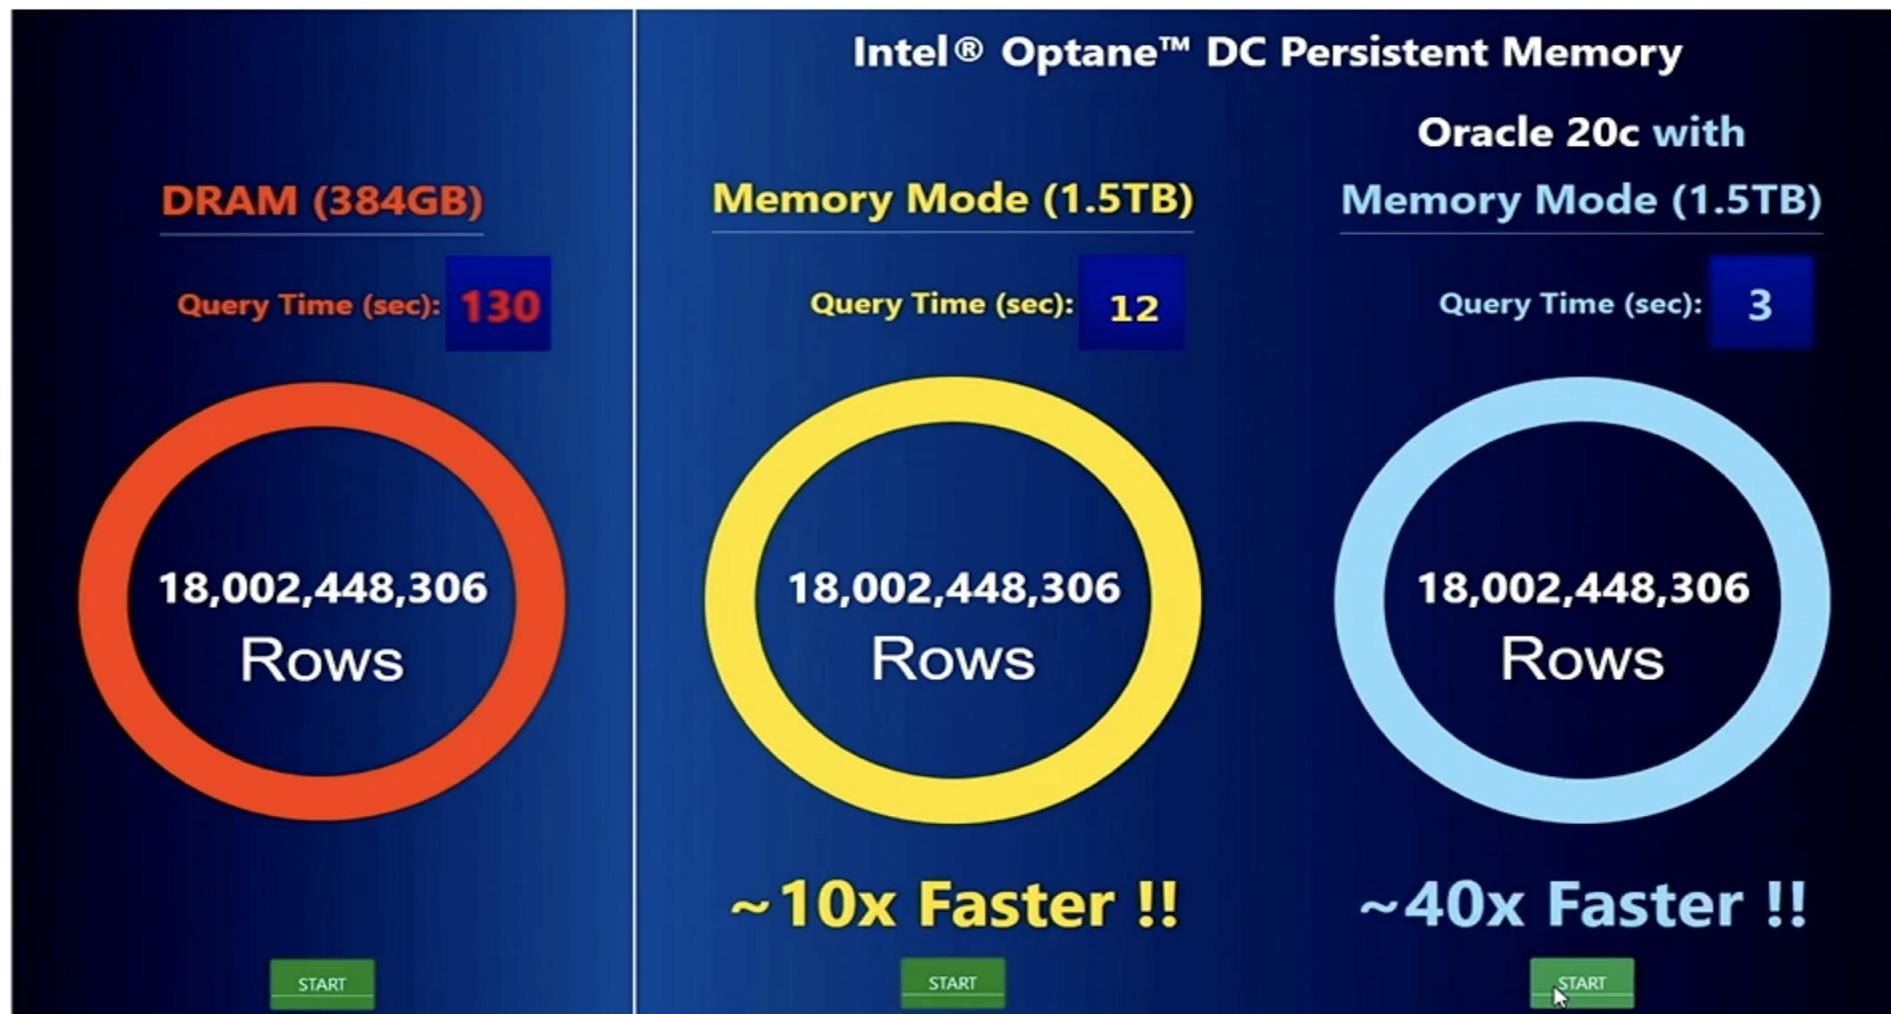 Intel® Optane™ DC Persistent Memory
DRAM (384GB)
Query Time (sec): 130
18,002,448,306
Rows
START
Memory Mode (1.5TB)
Query Time (sec): 12
18,002,448,306
Rows
~10x Faster !!
START
Oracle 20c with
Memory Mode (1.5TB)
Query Time (sec): 3
18,002,448,306
Rows
~40x Faster !!
START